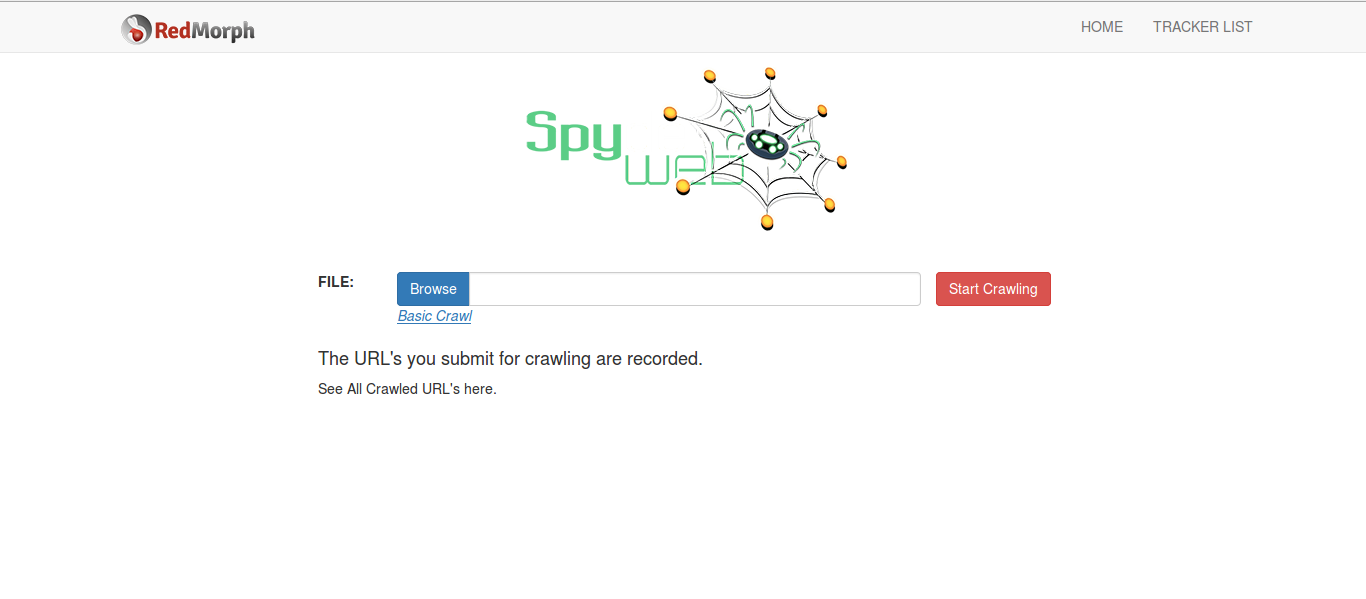 RedMorph
HOME
TRACKER LIST
Spy
web
FILE:
Browse
Start Crawling
Basic Crawl
The URL's you submit for crawling are recorded.
See All Crawled URL's here.